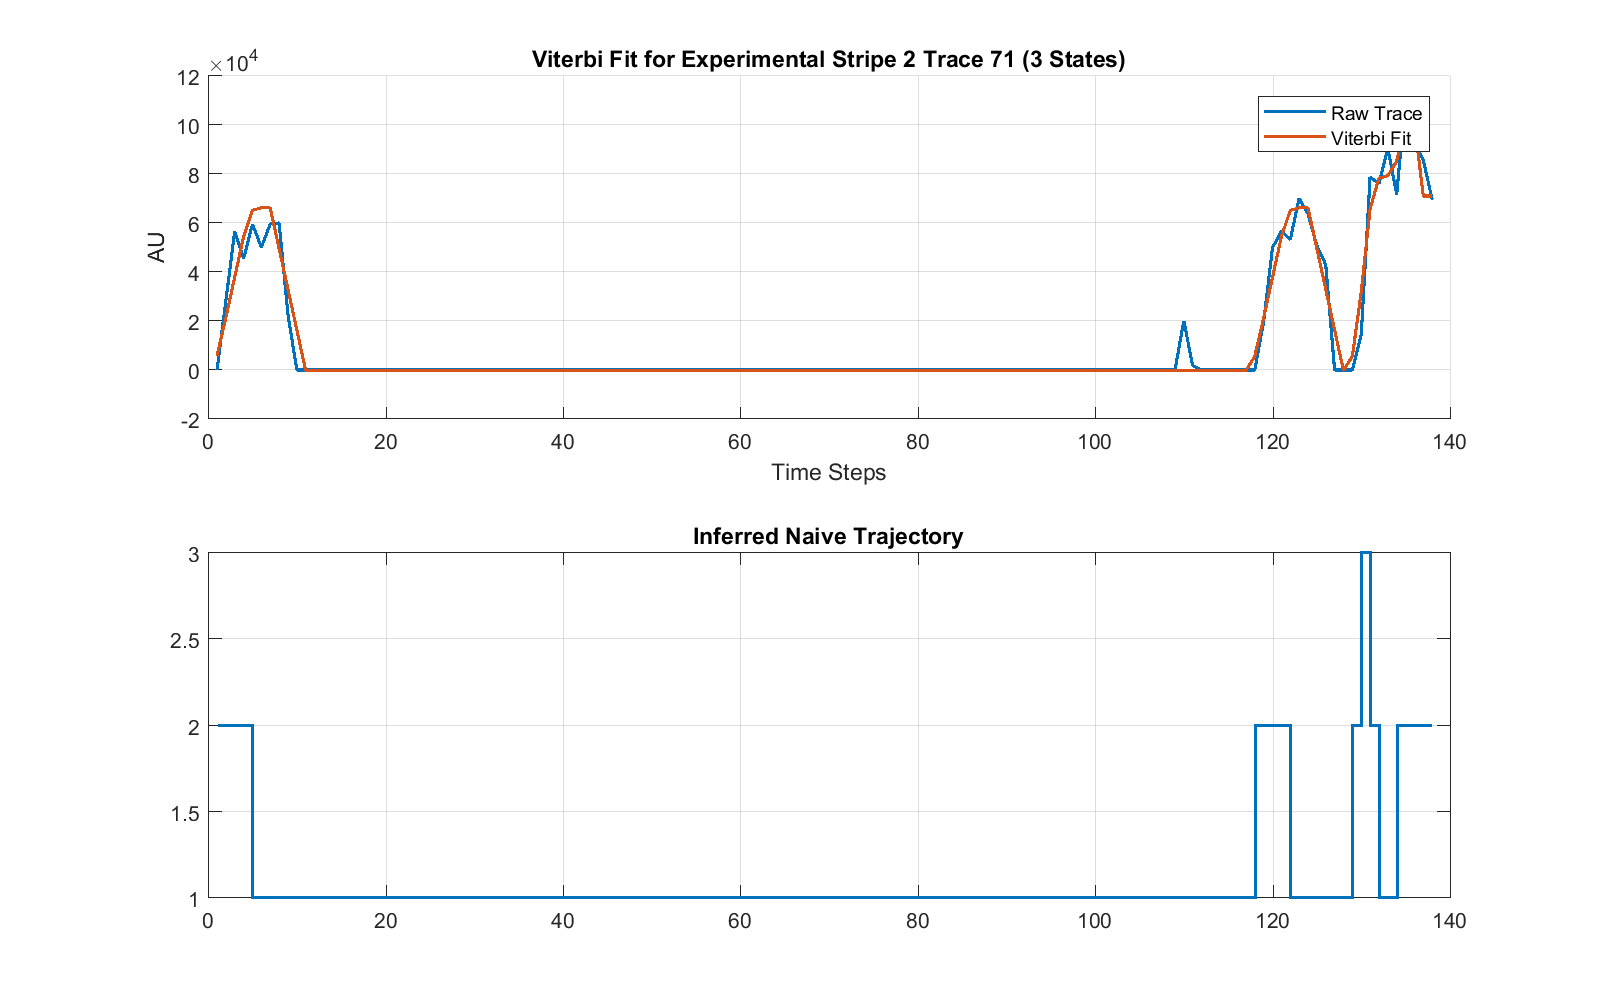 Viterbi Fit for Experimental Stripe 2 Trace 71 (3 States)
×10^4
12
10
8
6
4
2
0
-2
AU
Raw Trace
Viterbi Fit
0 20 40 60 80 100 120 140
Time Steps
Inferred Naive Trajectory
3
2.5
2
1.5
1
0 20 40 60 80 100 120 140